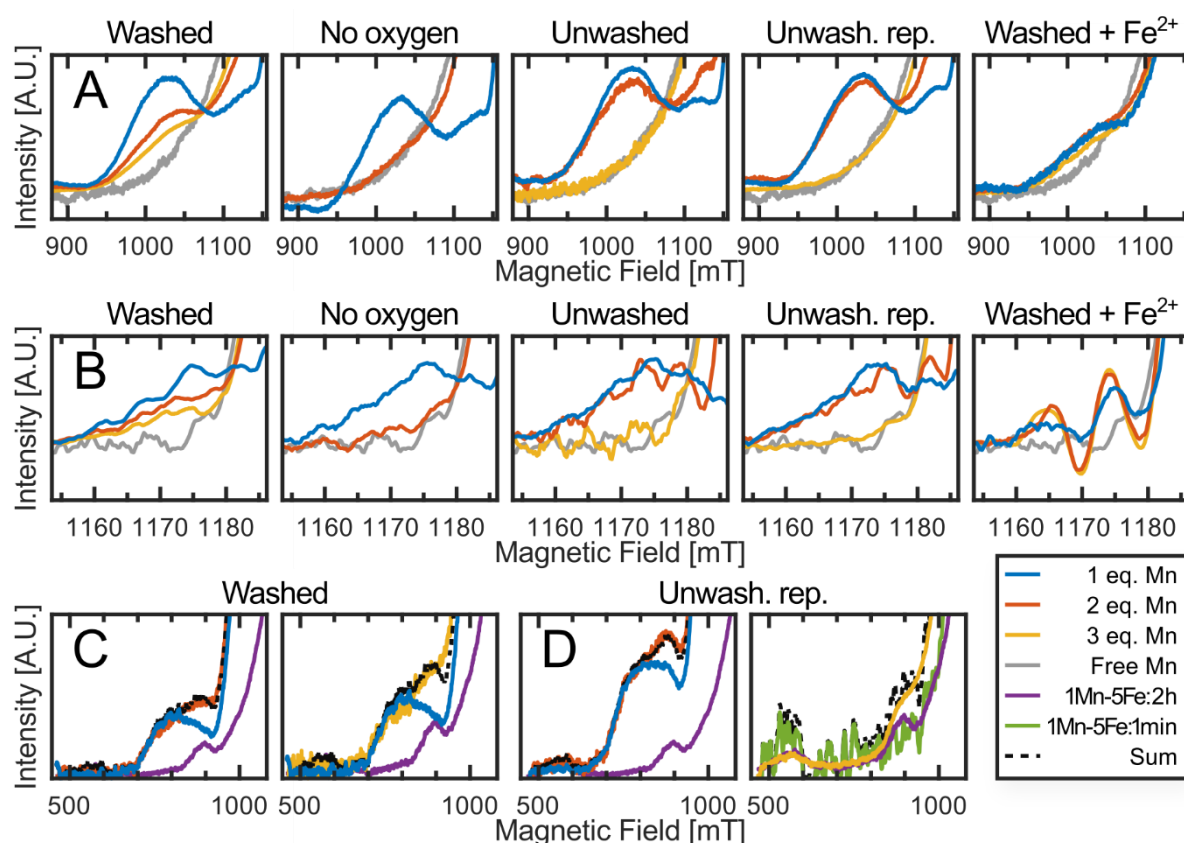 Washed No oxygen Unwashed Unwash. rep. Washed + Fe²⁺
A
Intensity [A.U.]
900 1000 1100 900 1000 1100 900 1000 1100 900 1000 1100 900 1000 1100
Magnetic Field [mT]
Washed No oxygen Unwashed Unwash. rep. Washed + Fe²⁺
B
Intensity [A.U.]
1160 1170 1180 1160 1170 1180 1160 1170 1180 1160 1170 1180 1160 1170 1180
Magnetic Field [mT]
Washed Unwash. rep.
C D
Intensity [A.U.]
500 1000 500 1000 500 1000 500 1000
Magnetic Field [mT]
1 eq. Mn
2 eq. Mn
3 eq. Mn
Free Mn
1Mn-5Fe:2h
1Mn-5Fe:1min
Sum